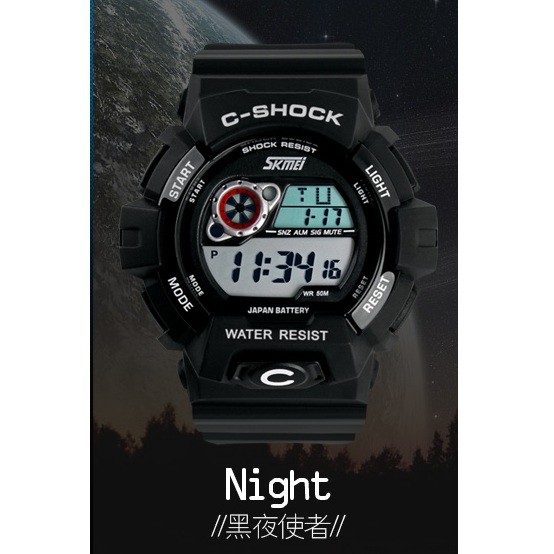 C-SHOCK
SHOCK RESIST
SKMEI
START
START
LIGHT
LIGHT
TU
1-17
SNZ ALM SIG MUTE
P
11:34 16
WR 50M
MODE
MODE
RESET
RESET
JAPAN BATTERY
WATER RESIST
C
Night
//黑夜使者//